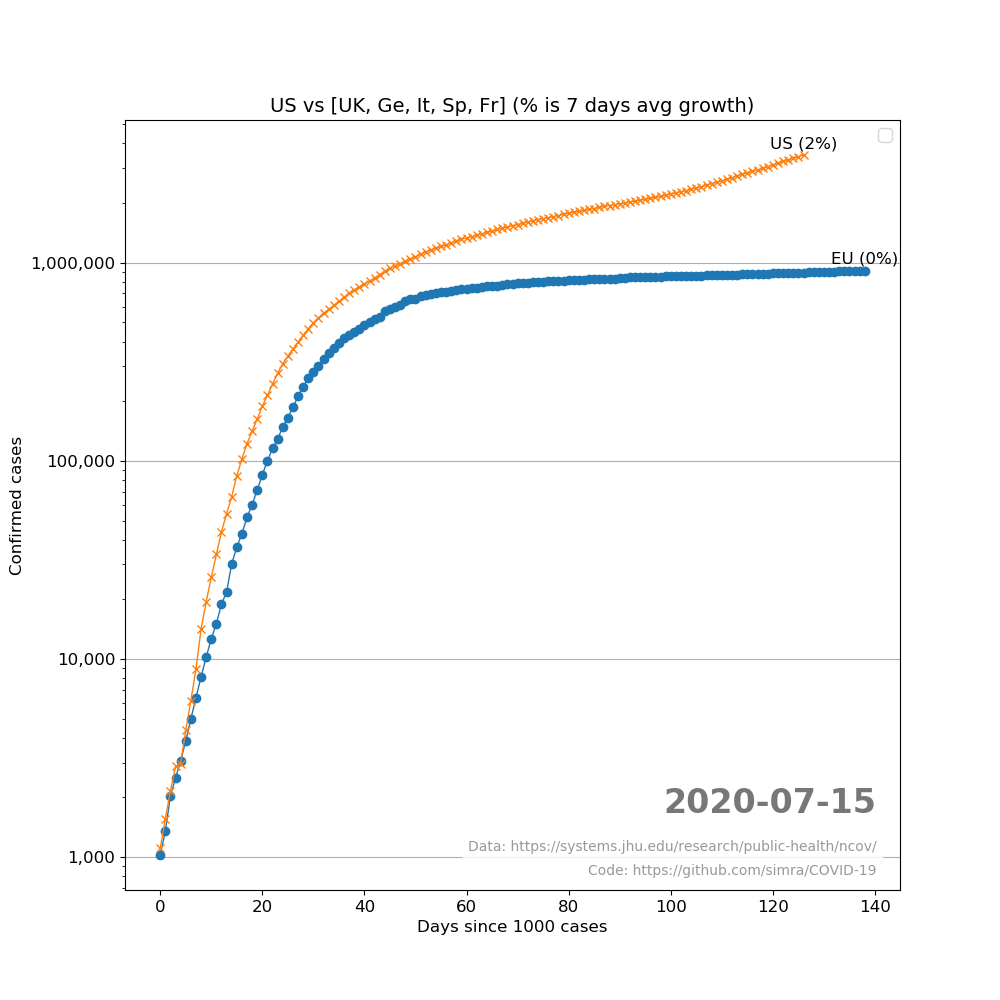 US vs [UK, Ge, It, Sp, Fr] (% is 7 days avg growth)
US (2%)
EU (0%)
1,000,000
100,000
10,000
1,000
Confirmed cases
2020-07-15
Data: https://systems.jhu.edu/research/public-health/ncov/
Code: https://github.com/simra/COVID-19
0 20 40 60 80 100 120 140
Days since 1000 cases